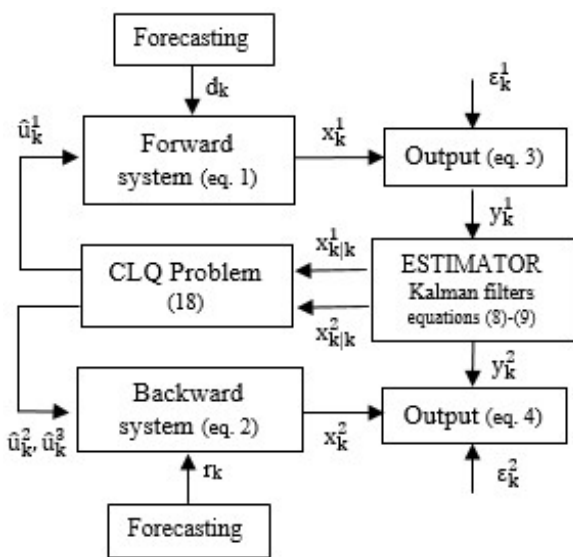 Forecasting
d_k
ε_k^1
û_k^1
Forward
system (eq. 1)
x_k^1
Output (eq. 3)
y_k^1
CLQ Problem
(18)
x_{k|k}^1
x_{k|k}^2
ESTIMATOR
Kalman filters
equations (8)-(9)
y_k^2
Backward
system (eq. 2)
x_k^2
Output (eq. 4)
û_k^2, û_k^3
r_k
ε_k^2
Forecasting